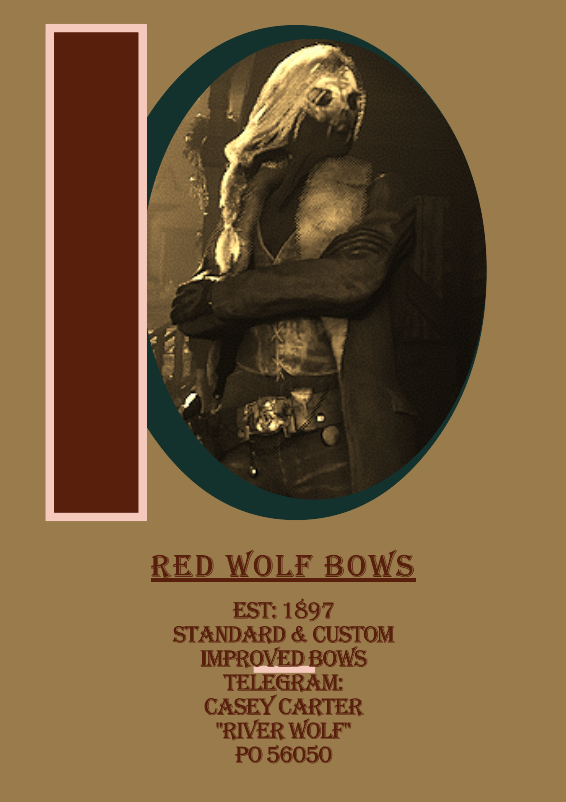 RED WOLF BOWS
EST: 1897
STANDARD & CUSTOM
IMPROVED BOWS
TELEGRAM:
CASEY CARTER
"RIVER WOLF"
PO 56050